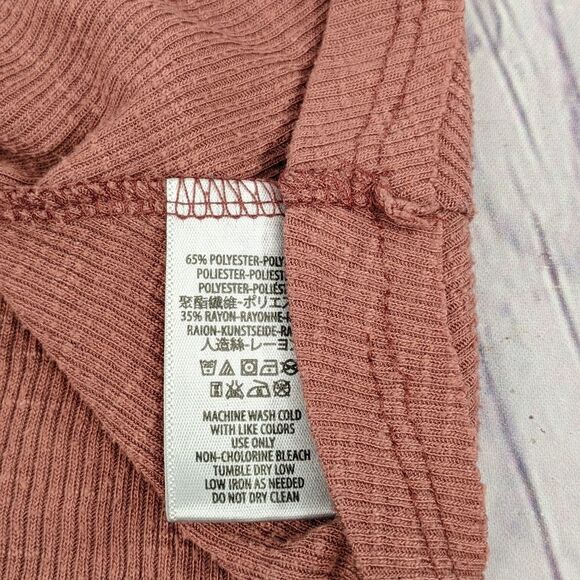 65% POLYESTER-POLY
POLIESTER-POLIEST
POLYESTER-POLIÉST
聚酯纖維-ポリエス
35% RAYON-RAYONNE-
RAION-KUNSTSEIDE-RA
人造絲-レーヨン
MACHINE WASH COLD
WITH LIKE COLORS
USE ONLY
NON-CHOLORINE BLEACH
TUMBLE DRY LOW
LOW IRON AS NEEDED
DO NOT DRY CLEAN